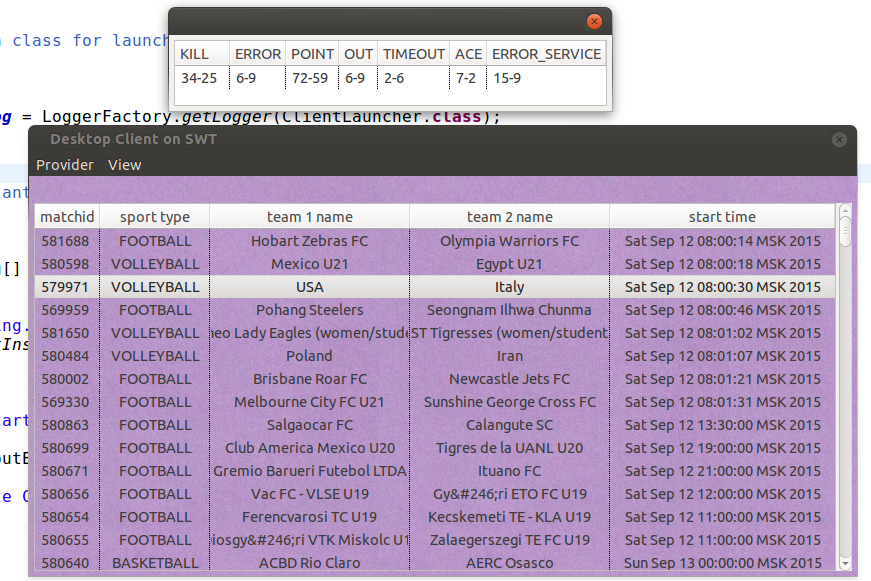 class for launch
KILL ERROR POINT OUT TIMEOUT ACE ERROR_SERVICE
34-25 6-9 72-59 6-9 2-6 7-2 15-9
= LoggerFactory.getLogger(ClientLauncher.class);
Desktop Client on SWT
Provider View
matchid sport type team 1 name team 2 name start time
581688 FOOTBALL Hobart Zebras FC Olympia Warriors FC Sat Sep 12 08:00:14 MSK 2015
580598 VOLLEYBALL Mexico U21 Egypt U21 Sat Sep 12 08:00:18 MSK 2015
[] 579971 VOLLEYBALL USA Italy Sat Sep 12 08:00:30 MSK 2015
569959 FOOTBALL Pohang Steelers Seongnam Ilhwa Chunma Sat Sep 12 08:00:46 MSK 2015
ing. 581650 VOLLEYBALL neo Lady Eagles (women/stude ST Tigresses (women/student Sat Sep 12 08:01:02 MSK 2015
580484 VOLLEYBALL Poland Iran Sat Sep 12 08:01:07 MSK 2015
580002 FOOTBALL Brisbane Roar FC Newcastle Jets FC Sat Sep 12 08:01:21 MSK 2015
569330 FOOTBALL Melbourne City FC U21 Sunshine George Cross FC Sat Sep 12 08:01:31 MSK 2015
580863 FOOTBALL Salgaocar FC Calangute SC Sat Sep 12 13:30:00 MSK 2015
580699 FOOTBALL Club America Mexico U20 Tigres de la UANL U20 Sat Sep 12 19:00:00 MSK 2015
580671 FOOTBALL Gremio Barueri Futebol LTDA Ituano FC Sat Sep 12 21:00:00 MSK 2015
580656 FOOTBALL Vac FC - VLSE U19 Gy&#246;ri ETO FC U19 Sat Sep 12 12:00:00 MSK 2015
580654 FOOTBALL Ferencvarosi TC U19 Kecskemeti TE - KLA U19 Sat Sep 12 11:00:00 MSK 2015
580655 FOOTBALL iosgy&#246;ri VTK Miskolc U1 Zalaegerszegi TE FC U19 Sat Sep 12 11:00:00 MSK 2015
580640 BASKETBALL ACBD Rio Claro AERC Osasco Sun Sep 13 00:00:00 MSK 2015